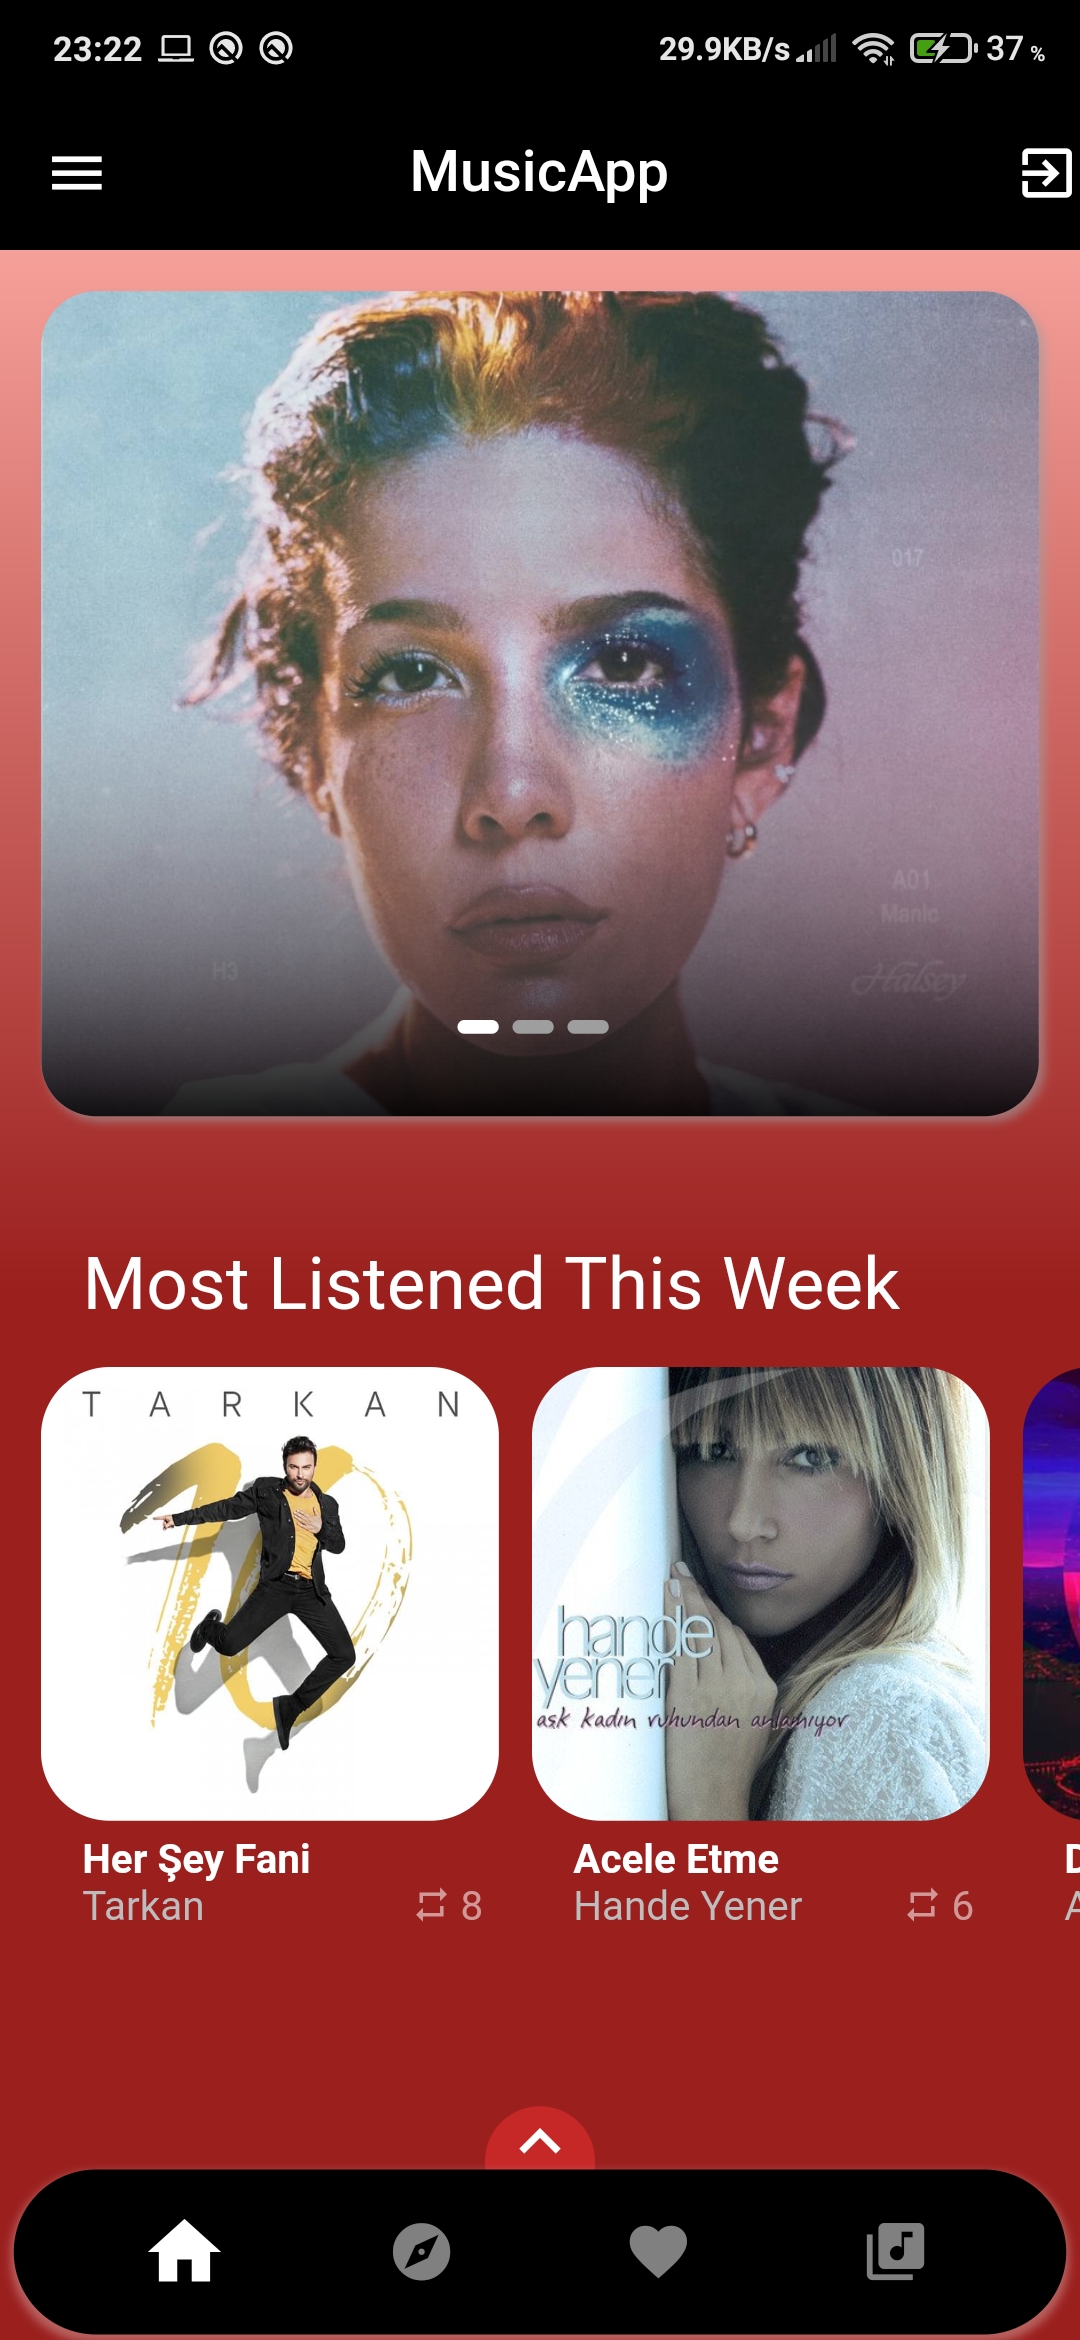 23:22 29.9KB/s 37 %
MusicApp
017
A01
Manic
H3
Halsey
Most Listened This Week
T A R K A N
10
hande
yener
aşk kadın ruhundan anlamıyor
Her Şey Fani
Acele Etme
D
Tarkan 8
Hande Yener 6
A